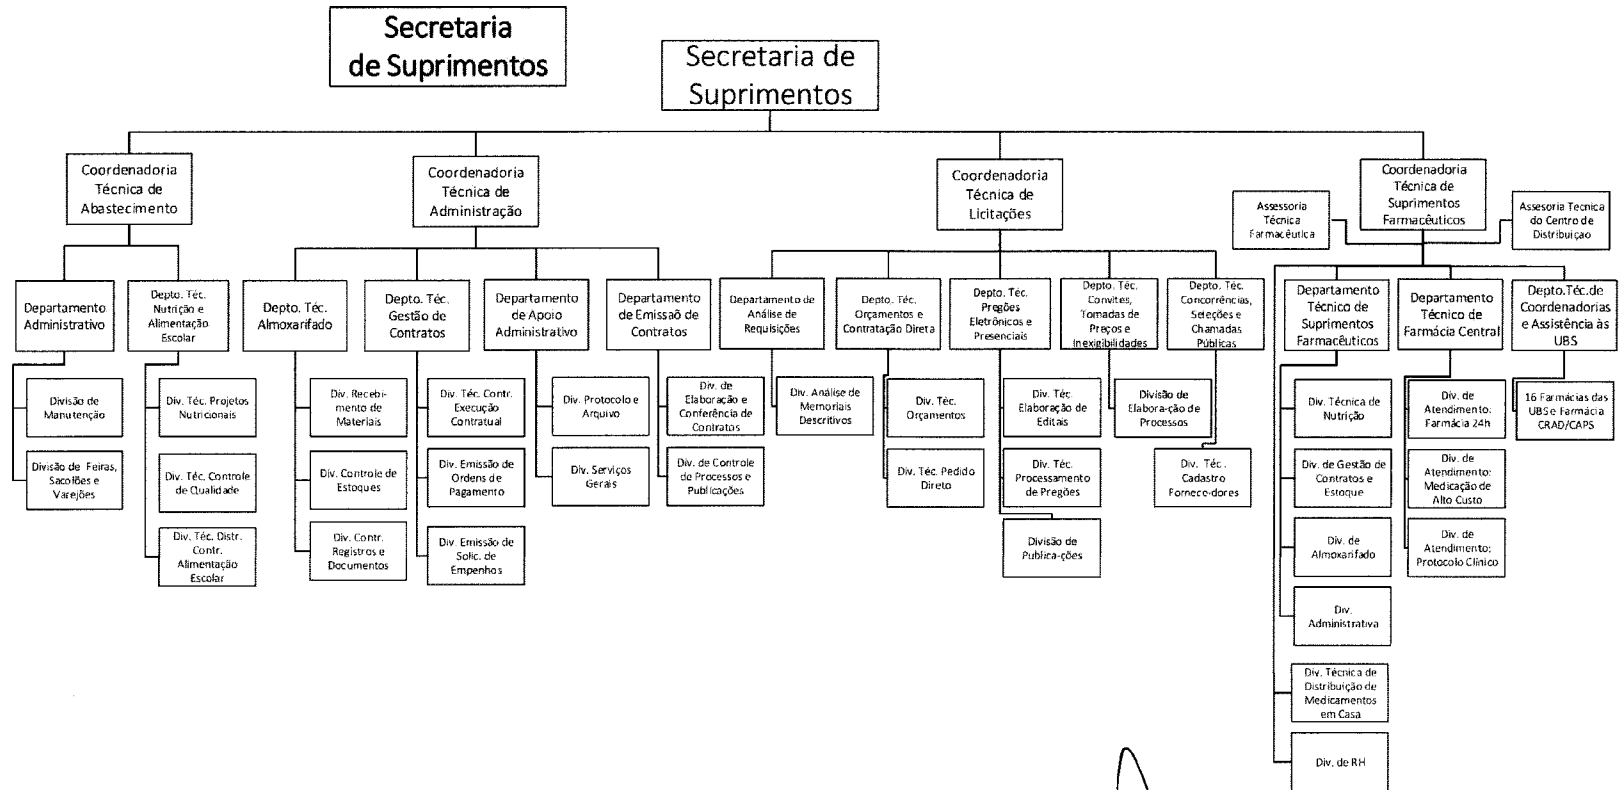 Secretaria
de Suprimentos
Secretaria de
Suprimentos
Coordenadoria
Técnica de
Abastecimento
Coordenadoria
Técnica de
Administração
Coordenadoria
Técnica de
Licitações
Coordenadoria
Técnica de
Suprimentos
Farmacêuticos
Assessoria
Técnica
Farmacêutica
Assesoria Tecnica
do Centro de
Distribuiçao
Departamento
Administrativo
Depto. Téc.
Nutrição e
Alimentação
Escolar
Depto. Téc.
Almoxarifado
Depto. Téc.
Gestão de
Contratos
Departamento
de Apoio
Administrativo
Departamento
de Emissaõ de
Contratos
Departamento de
Análise de
Requisições
Depto. Téc.
Orçamentos e
Contratação Direta
Depto. Téc.
Pregões
Eletrônicos e
Presenciais
Depto. Téc.
Convites,
Tomadas de
Preços e
Inexigibilidades
Depto. Téc.
Concorrências,
Seleções e
Chamadas
Públicas
Departamento
Técnico de
Suprimentos
Farmacêuticos
Departamento
Técnico de
Farmácia Central
Depto.Téc.de
Coordenadorias
e Assistência às
UBS
Divisão de
Manutenção
Div. Téc. Projetos
Nutricionais
Div. Recebi-
mento de
Materiais
Div. Téc. Contr.
Execução
Contratual
Div. Protocolo e
Arquivo
Div. de
Elaboração e
Conferência de
Contratos
Div. Análise de
Memoriais
Descritivos
Div. Téc.
Orçamentos
Div. Téc.
Elaboração de
Editais
Divisão de
Elabora-ção de
Processos
Div. Técnica de
Nutrição
Div. de
Atendimento:
Farmácia 24h
16 Farmácias das
UBS e Farmácia
CRAD/CAPS
Divisão de Feiras,
Sacolões e
Varejões
Div. Téc. Controle
de Qualidade
Div. Controle de
Estoques
Div. Emissão de
Ordens de
Pagamento
Div. Serviços
Gerais
Div. de Controle
de Processos e
Publicações
Div. Téc. Pedido
Direto
Div. Téc.
Processamento
de Pregões
Div. Téc.
Cadastro
Fornece-dores
Div. de Gestão de
Contratos e
Estoque
Div. de
Atendimento:
Medicação de
Alto Custo
Div. Téc. Distr.
Contr.
Alimentação
Escolar
Div. Contr.
Registros e
Documentos
Div. Emissão de
Solic. de
Empenhos
Divisão de
Publica-ções
Div. de
Almoxarifado
Div. de
Atendimento:
Protocolo Clínico
Div.
Administrativa
Div. Técnica de
Distribuição de
Medicamentos
em Casa
Div. de RH